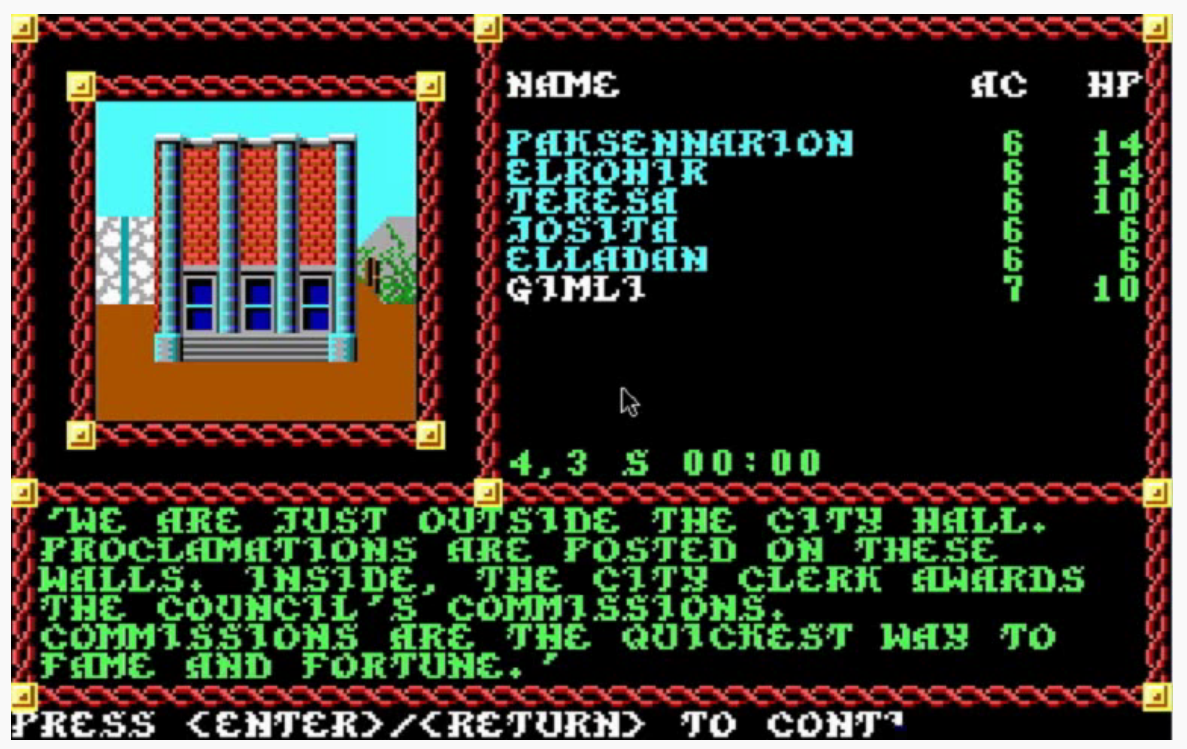 NAME AC HP
PAKSENNARION 6 14
ELROHIR 6 14
TERESA 6 10
JOSITA 6 6
ELLADAN 6 6
GIMLI 7 10
4,3 S 00:00
'WE ARE JUST OUTSIDE THE CITY HALL.
PROCLAMATIONS ARE POSTED ON THESE
WALLS. INSIDE, THE CITY CLERK AWARDS
THE COUNCIL'S COMMISSIONS.
COMMISSIONS ARE THE QUICKEST WAY TO
FAME AND FORTUNE.'
PRESS <ENTER>/<RETURN> TO CONT